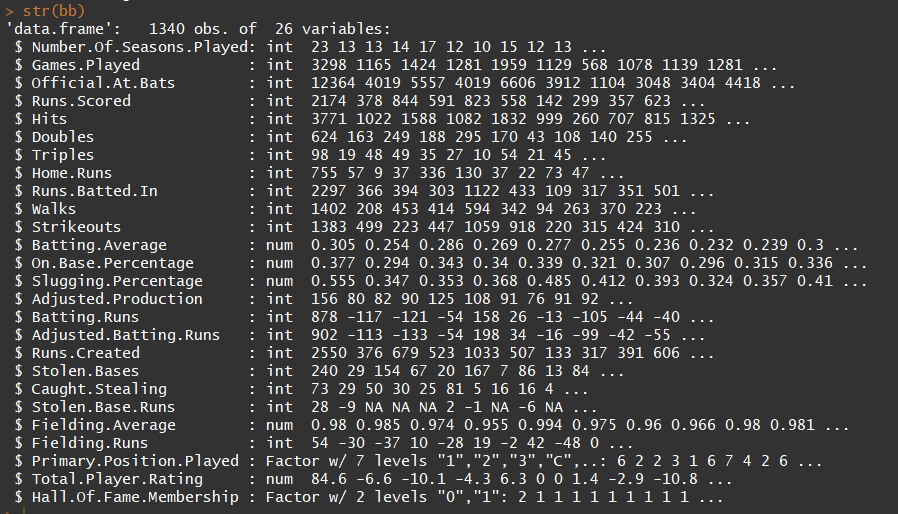 > str(bb)
'data.frame':	1340 obs. of  26 variables:
 $ Number.Of.Seasons.Played: int  23 13 13 14 17 12 10 15 12 13 ...
 $ Games.Played            : int  3298 1165 1424 1281 1959 1129 568 1078 1139 1281 ...
 $ Official.At.Bats        : int  12364 4019 5557 4019 6606 3912 1104 3048 3404 4418 ...
 $ Runs.Scored             : int  2174 378 844 591 823 558 142 299 357 623 ...
 $ Hits                    : int  3771 1022 1588 1082 1832 999 260 707 815 1325 ...
 $ Doubles                 : int  624 163 249 188 295 170 43 108 140 255 ...
 $ Triples                 : int  98 19 48 49 35 27 10 54 21 45 ...
 $ Home.Runs               : int  755 57 9 37 336 130 37 22 73 47 ...
 $ Runs.Batted.In          : int  2297 366 394 303 1122 433 109 317 351 501 ...
 $ Walks                   : int  1402 208 453 414 594 342 94 263 370 223 ...
 $ Strikeouts              : int  1383 499 223 447 1059 918 220 315 424 310 ...
 $ Batting.Average         : num  0.305 0.254 0.286 0.269 0.277 0.255 0.236 0.232 0.239 0.3 ...
 $ On.Base.Percentage      : num  0.377 0.294 0.343 0.34 0.339 0.321 0.307 0.296 0.315 0.336 ...
 $ Slugging.Percentage     : num  0.555 0.347 0.353 0.368 0.485 0.412 0.393 0.324 0.357 0.41 ...
 $ Adjusted.Production     : int  156 80 82 90 125 108 91 76 91 92 ...
 $ Batting.Runs            : int  878 -117 -121 -54 158 26 -13 -105 -44 -40 ...
 $ Adjusted.Batting.Runs   : int  902 -113 -133 -54 198 34 -16 -99 -42 -55 ...
 $ Runs.Created            : int  2550 376 679 523 1033 507 133 317 391 606 ...
 $ Stolen.Bases            : int  240 29 154 67 20 167 7 86 13 84 ...
 $ Caught.Stealing         : int  73 29 50 30 25 81 5 16 16 4 ...
 $ Stolen.Base.Runs        : int  28 -9 NA NA NA 2 -1 NA -6 NA ...
 $ Fielding.Average        : num  0.98 0.985 0.974 0.955 0.994 0.975 0.96 0.966 0.98 0.981 ...
 $ Fielding.Runs           : int  54 -30 -37 10 -28 19 -2 42 -48 0 ...
 $ Primary.Position.Played : Factor w/ 7 levels "1","2","3","C",..: 6 2 2 3 1 6 7 4 2 6 ...
 $ Total.Player.Rating     : num  84.6 -6.6 -10.1 -4.3 6.3 0 0 1.4 -2.9 -10.8 ...
 $ Hall.Of.Fame.Membership : Factor w/ 2 levels "0","1": 2 1 1 1 1 1 1 1 1 1 ...